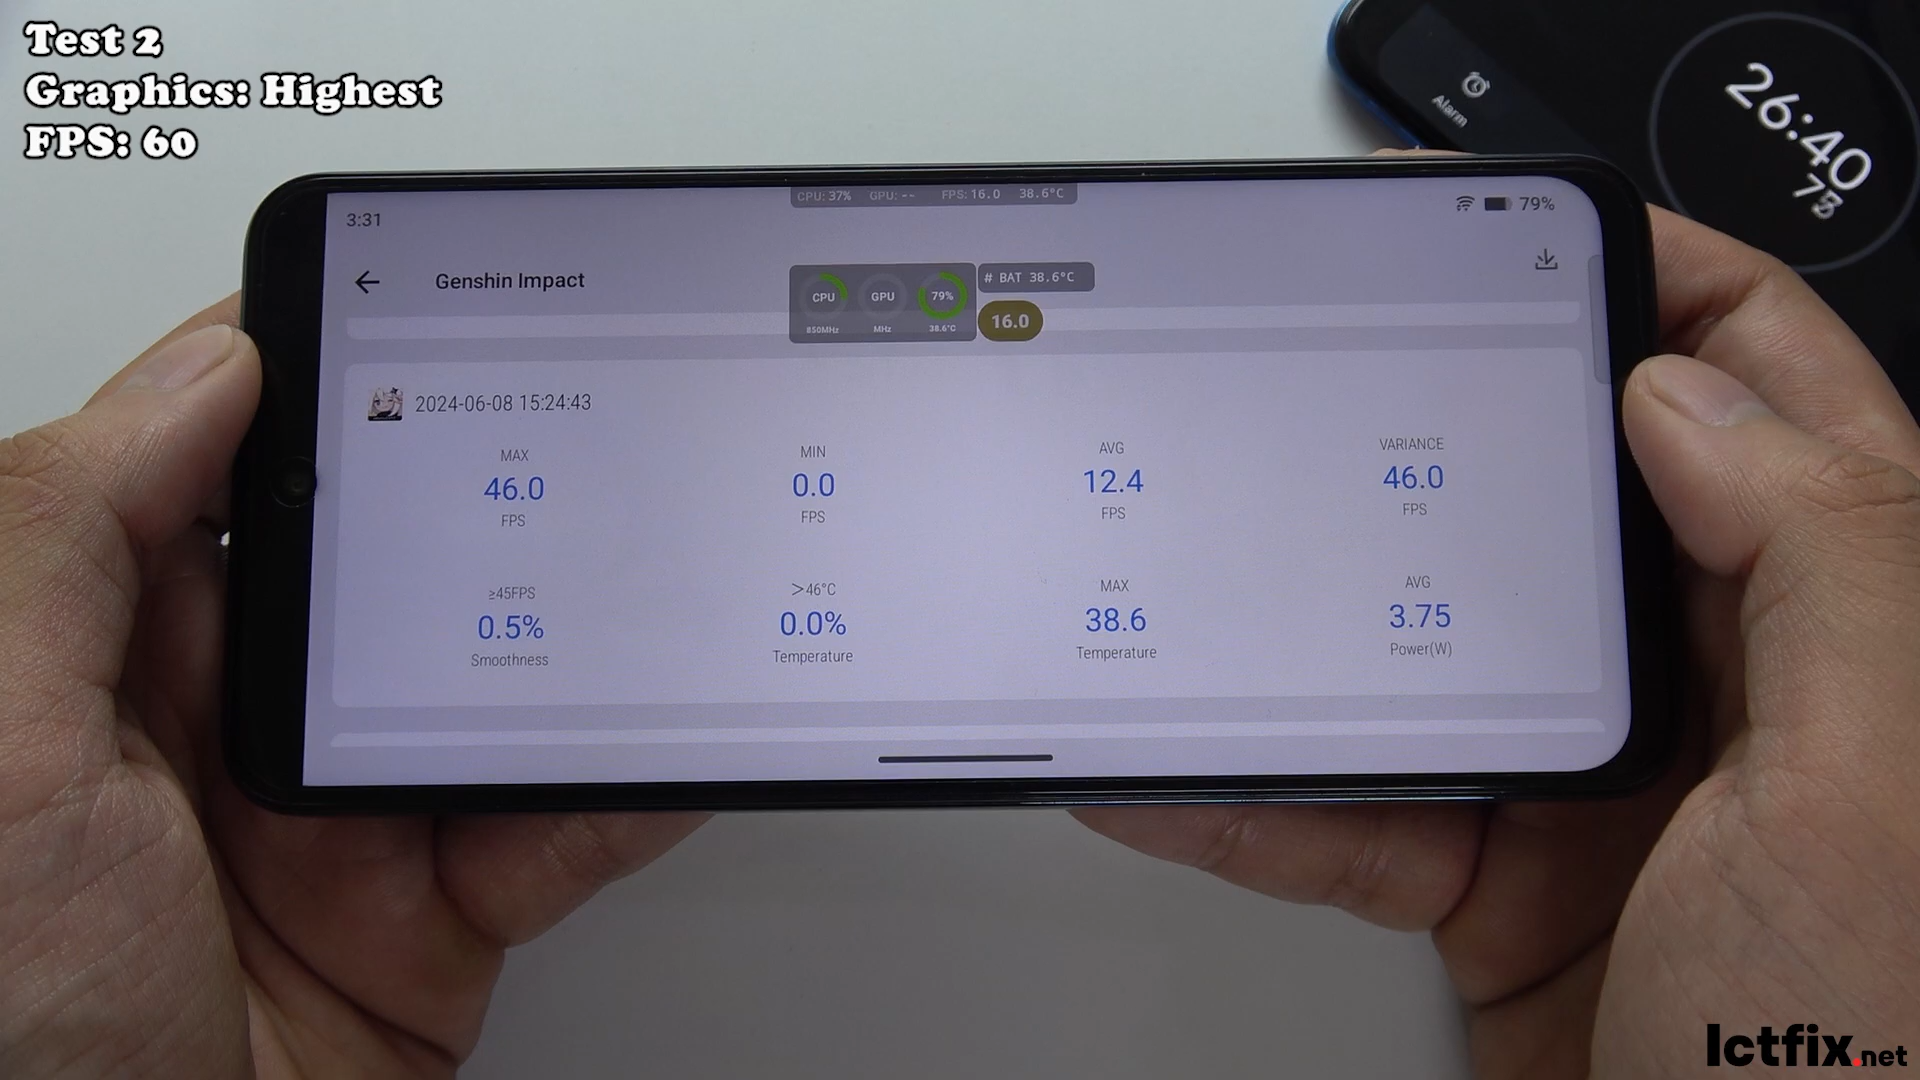 Test 2
Graphics: Highest
FPS: 60
Alarm
26:40
CPU: 37% GPU: -- FPS: 16.0 38.6°C
3:31
79%
Genshin Impact
CPU
GPU
79%
850MHz
MHz
38.6°C
# BAT 38.6°C
16.0
2024-06-08 15:24:43
MAX
46.0
FPS
MIN
0.0
FPS
AVG
12.4
FPS
VARIANCE
46.0
FPS
≥45FPS
0.5%
Smoothness
>46°C
0.0%
Temperature
MAX
38.6
Temperature
AVG
3.75
Power(W)
Ictfix.net